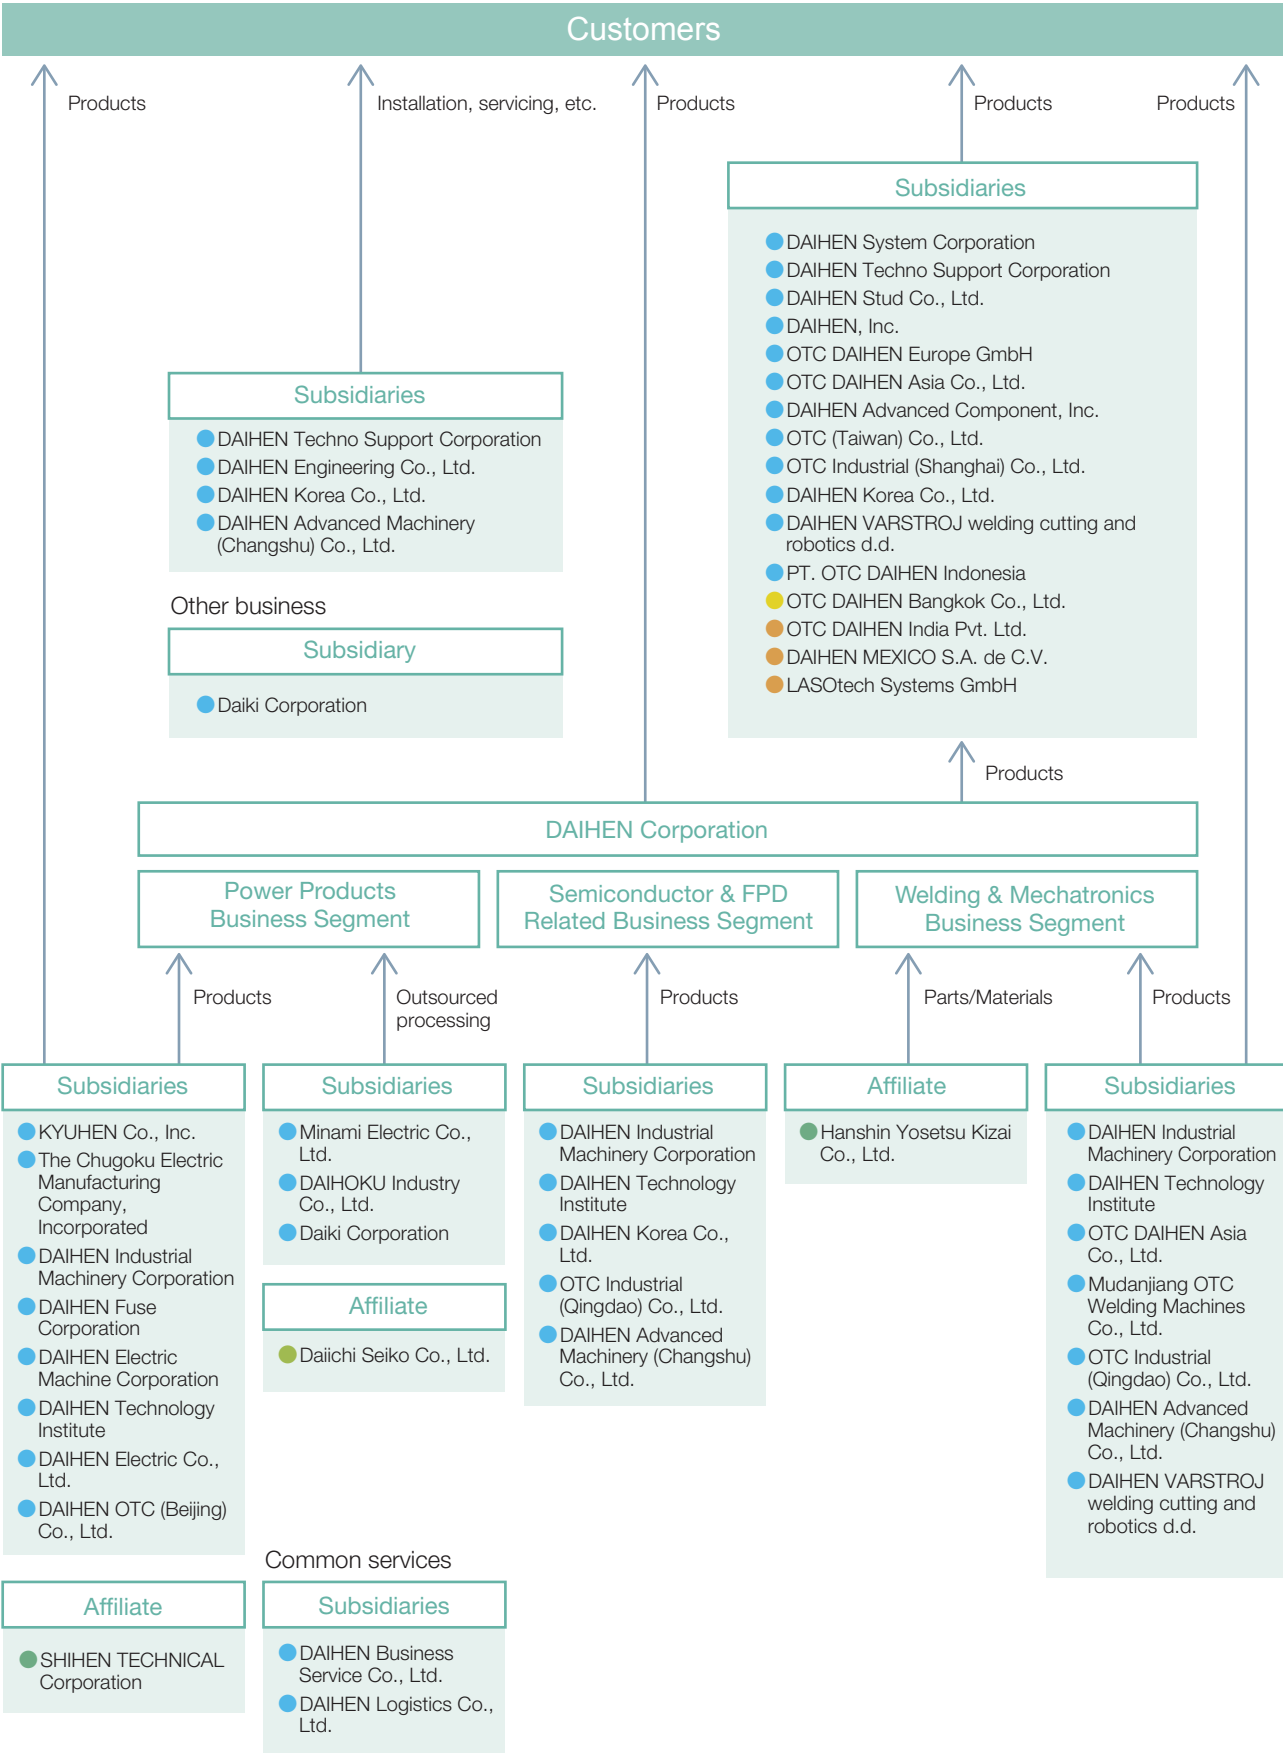 Customers
Products
Installation, servicing, etc.
Products
Products
Products
Subsidiaries
DAIHEN System Corporation
DAIHEN Techno Support Corporation
DAIHEN Stud Co., Ltd.
DAIHEN, Inc.
OTC DAIHEN Europe GmbH
OTC DAIHEN Asia Co., Ltd.
DAIHEN Advanced Component, Inc.
OTC (Taiwan) Co., Ltd.
OTC Industrial (Shanghai) Co., Ltd.
DAIHEN Korea Co., Ltd.
DAIHEN VARSTROJ welding cutting and
robotics d.d.
PT. OTC DAIHEN Indonesia
OTC DAIHEN Bangkok Co., Ltd.
OTC DAIHEN India Pvt. Ltd.
DAIHEN MEXICO S.A. de C.V.
LASOtech Systems GmbH
Subsidiaries
DAIHEN Techno Support Corporation
DAIHEN Engineering Co., Ltd.
DAIHEN Korea Co., Ltd.
DAIHEN Advanced Machinery
(Changshu) Co., Ltd.
Other business
Subsidiary
Daiki Corporation
Products
DAIHEN Corporation
Power Products
Business Segment
Semiconductor & FPD
Related Business Segment
Welding & Mechatronics
Business Segment
Products
Outsourced
processing
Products
Parts/Materials
Products
Subsidiaries
KYUHEN Co., Inc.
The Chugoku Electric
Manufacturing
Company,
Incorporated
DAIHEN Industrial
Machinery Corporation
DAIHEN Fuse
Corporation
DAIHEN Electric
Machine Corporation
DAIHEN Technology
Institute
DAIHEN Electric Co.,
Ltd.
DAIHEN OTC (Beijing)
Co., Ltd.
Affiliate
SHIHEN TECHNICAL
Corporation
Subsidiaries
Minami Electric Co.,
Ltd.
DAIHOKU Industry
Co., Ltd.
Daiki Corporation
Affiliate
Daiichi Seiko Co., Ltd.
Common services
Subsidiaries
DAIHEN Business
Service Co., Ltd.
DAIHEN Logistics Co.,
Ltd.
Subsidiaries
DAIHEN Industrial
Machinery Corporation
DAIHEN Technology
Institute
DAIHEN Korea Co.,
Ltd.
OTC Industrial
(Qingdao) Co., Ltd.
DAIHEN Advanced
Machinery (Changshu)
Co., Ltd.
Affiliate
Hanshin Yosetsu Kizai
Co., Ltd.
Subsidiaries
DAIHEN Industrial
Machinery Corporation
DAIHEN Technology
Institute
OTC DAIHEN Asia
Co., Ltd.
Mudanjiang OTC
Welding Machines
Co., Ltd.
OTC Industrial
(Qingdao) Co., Ltd.
DAIHEN Advanced
Machinery (Changshu)
Co., Ltd.
DAIHEN VARSTROJ
welding cutting and
robotics d.d.